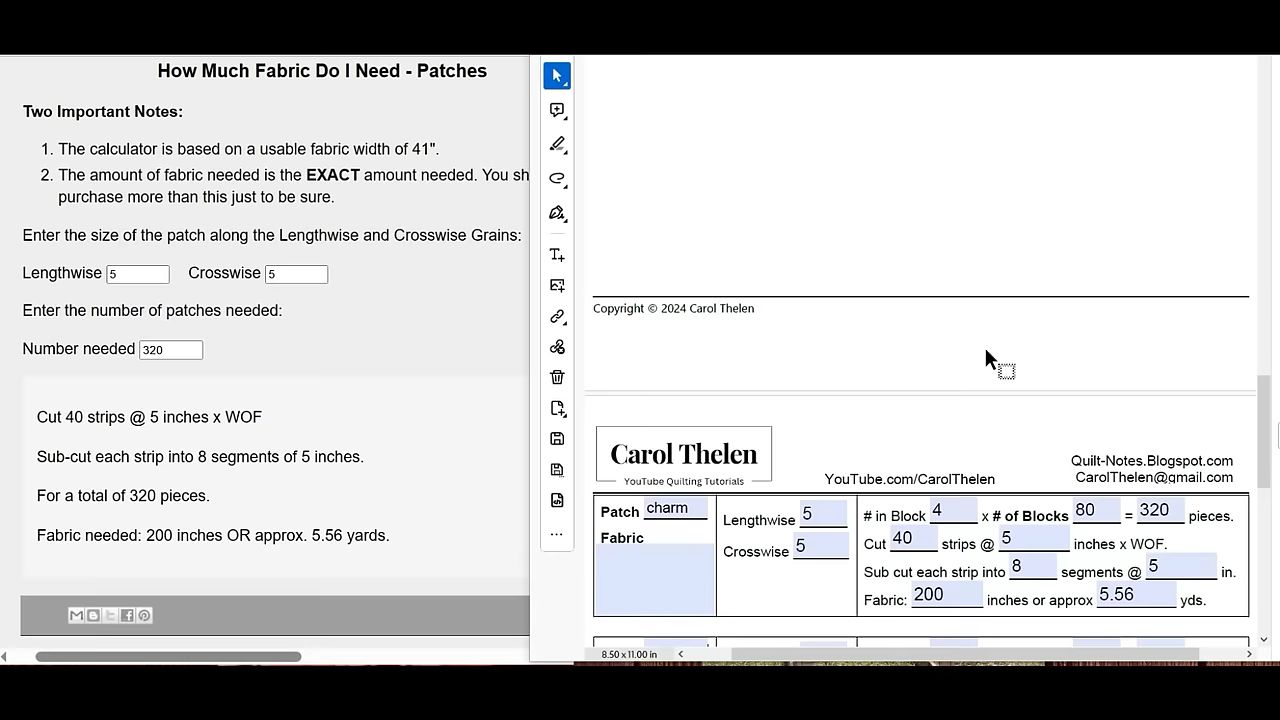 How Much Fabric Do I Need - Patches
Two Important Notes:
1. The calculator is based on a usable fabric width of 41".
2. The amount of fabric needed is the EXACT amount needed. You sh
purchase more than this just to be sure.
Enter the size of the patch along the Lengthwise and Crosswise Grains:
Lengthwise 5 Crosswise 5
Enter the number of patches needed:
Number needed 320
Cut 40 strips @ 5 inches x WOF
Sub-cut each strip into 8 segments of 5 inches.
For a total of 320 pieces.
Fabric needed: 200 inches OR approx. 5.56 yards.
Copyright © 2024 Carol Thelen
Carol Thelen
YouTube Quilting Tutorials
YouTube.com/CarolThelen
Quilt-Notes.Blogspot.com
CarolThelen@gmail.com
Patch charm
Fabric
Lengthwise 5
Crosswise 5
# in Block 4 x # of Blocks 80 = 320 pieces.
Cut 40 strips @ 5 inches x WOF.
Sub cut each strip into 8 segments @ 5 in.
Fabric: 200 inches or approx 5.56 yds.
8.50 x 11.00 in